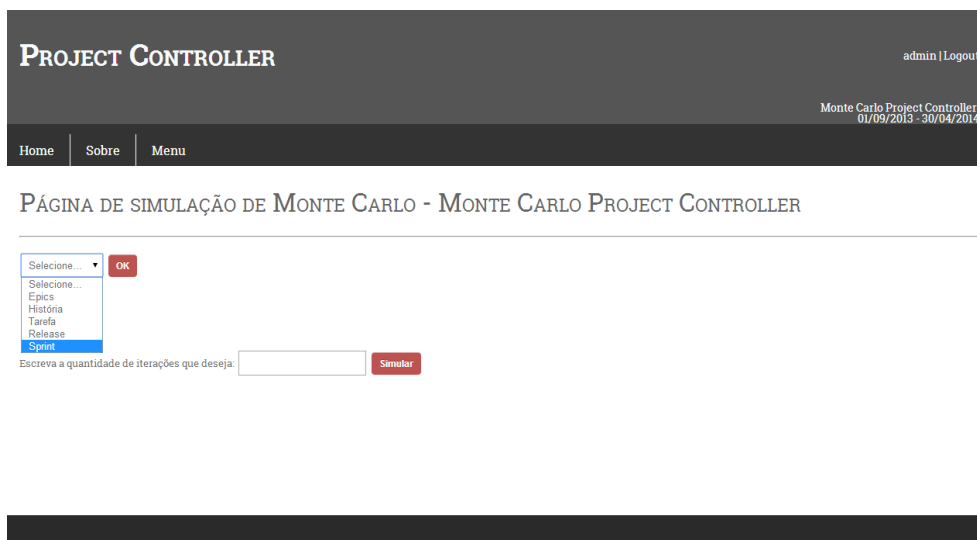 PROJECT CONTROLLER
admin | Logout
Monte Carlo Project Controller
01/09/2013 - 30/04/2014
Home Sobre Menu
PÁGINA DE SIMULAÇÃO DE MONTE CARLO - MONTE CARLO PROJECT CONTROLLER
Selecione... OK
Selecione...
Epics
História
Tarefa
Release
Sprint
Escreva a quantidade de iterações que deseja: Simular